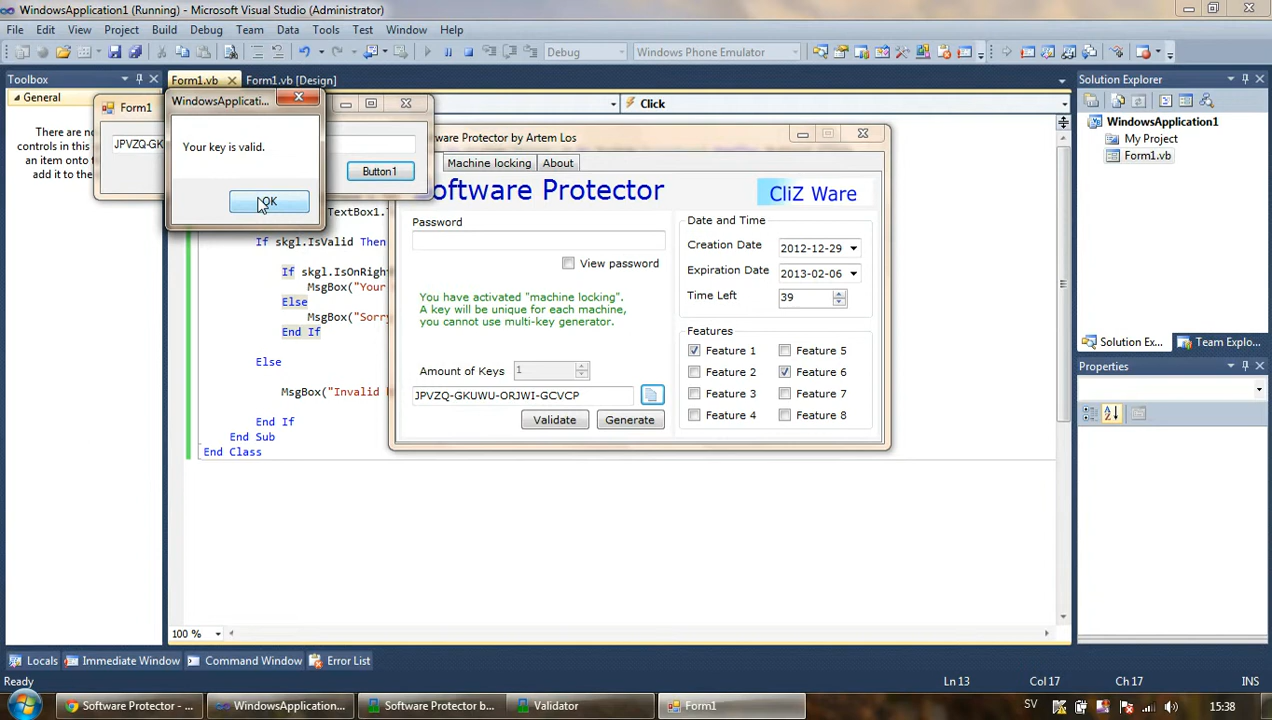 WindowsApplication1 (Running) - Microsoft Visual Studio (Administrator)
File Edit View Project Build Debug Team Data Tools Test Window Help
Debug Windows Phone Emulator
Toolbox
General
There are no
controls in this
an item onto
add it to the
Form1.vb Form1.vb [Design]
Click
Form1
JPVZQ-GK
Button1
WindowsApplicati...
Your key is valid.
OK
TextBox1.
If skgl.IsValid Then
If skgl.IsOnRigh
MsgBox("Your
Else
MsgBox("Sorry
End If
Else
MsgBox("Invalid
End If
End Sub
End Class
100 %
ware Protector by Artem Los
Machine locking About
oftware Protector
CliZ Ware
Password
View password
You have activated "machine locking".
A key will be unique for each machine,
you cannot use multi-key generator.
Amount of Keys 1
JPVZQ-GKUWU-ORJWI-GCVCP
Validate Generate
Date and Time
Creation Date 2012-12-29
Expiration Date 2013-02-06
Time Left 39
Features
Feature 1 Feature 5
Feature 2 Feature 6
Feature 3 Feature 7
Feature 4 Feature 8
Solution Explorer
WindowsApplication1
My Project
Form1.vb
Solution Ex... Team Explo...
Properties
Locals Immediate Window Command Window Error List
Ready Ln 13 Col 17 Ch 17 INS
Software Protector - ... WindowsApplication... Software Protector b... Validator Form1 SV 15:38